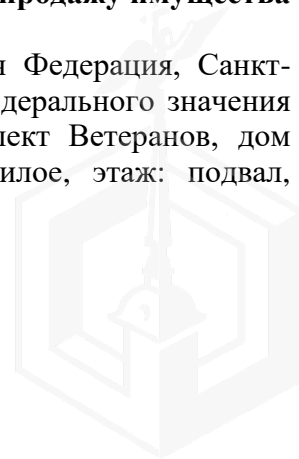 продажу имущества
я Федерация, Санкт-
дерального значения
пект Ветеранов, дом
илое, этаж: подвал,